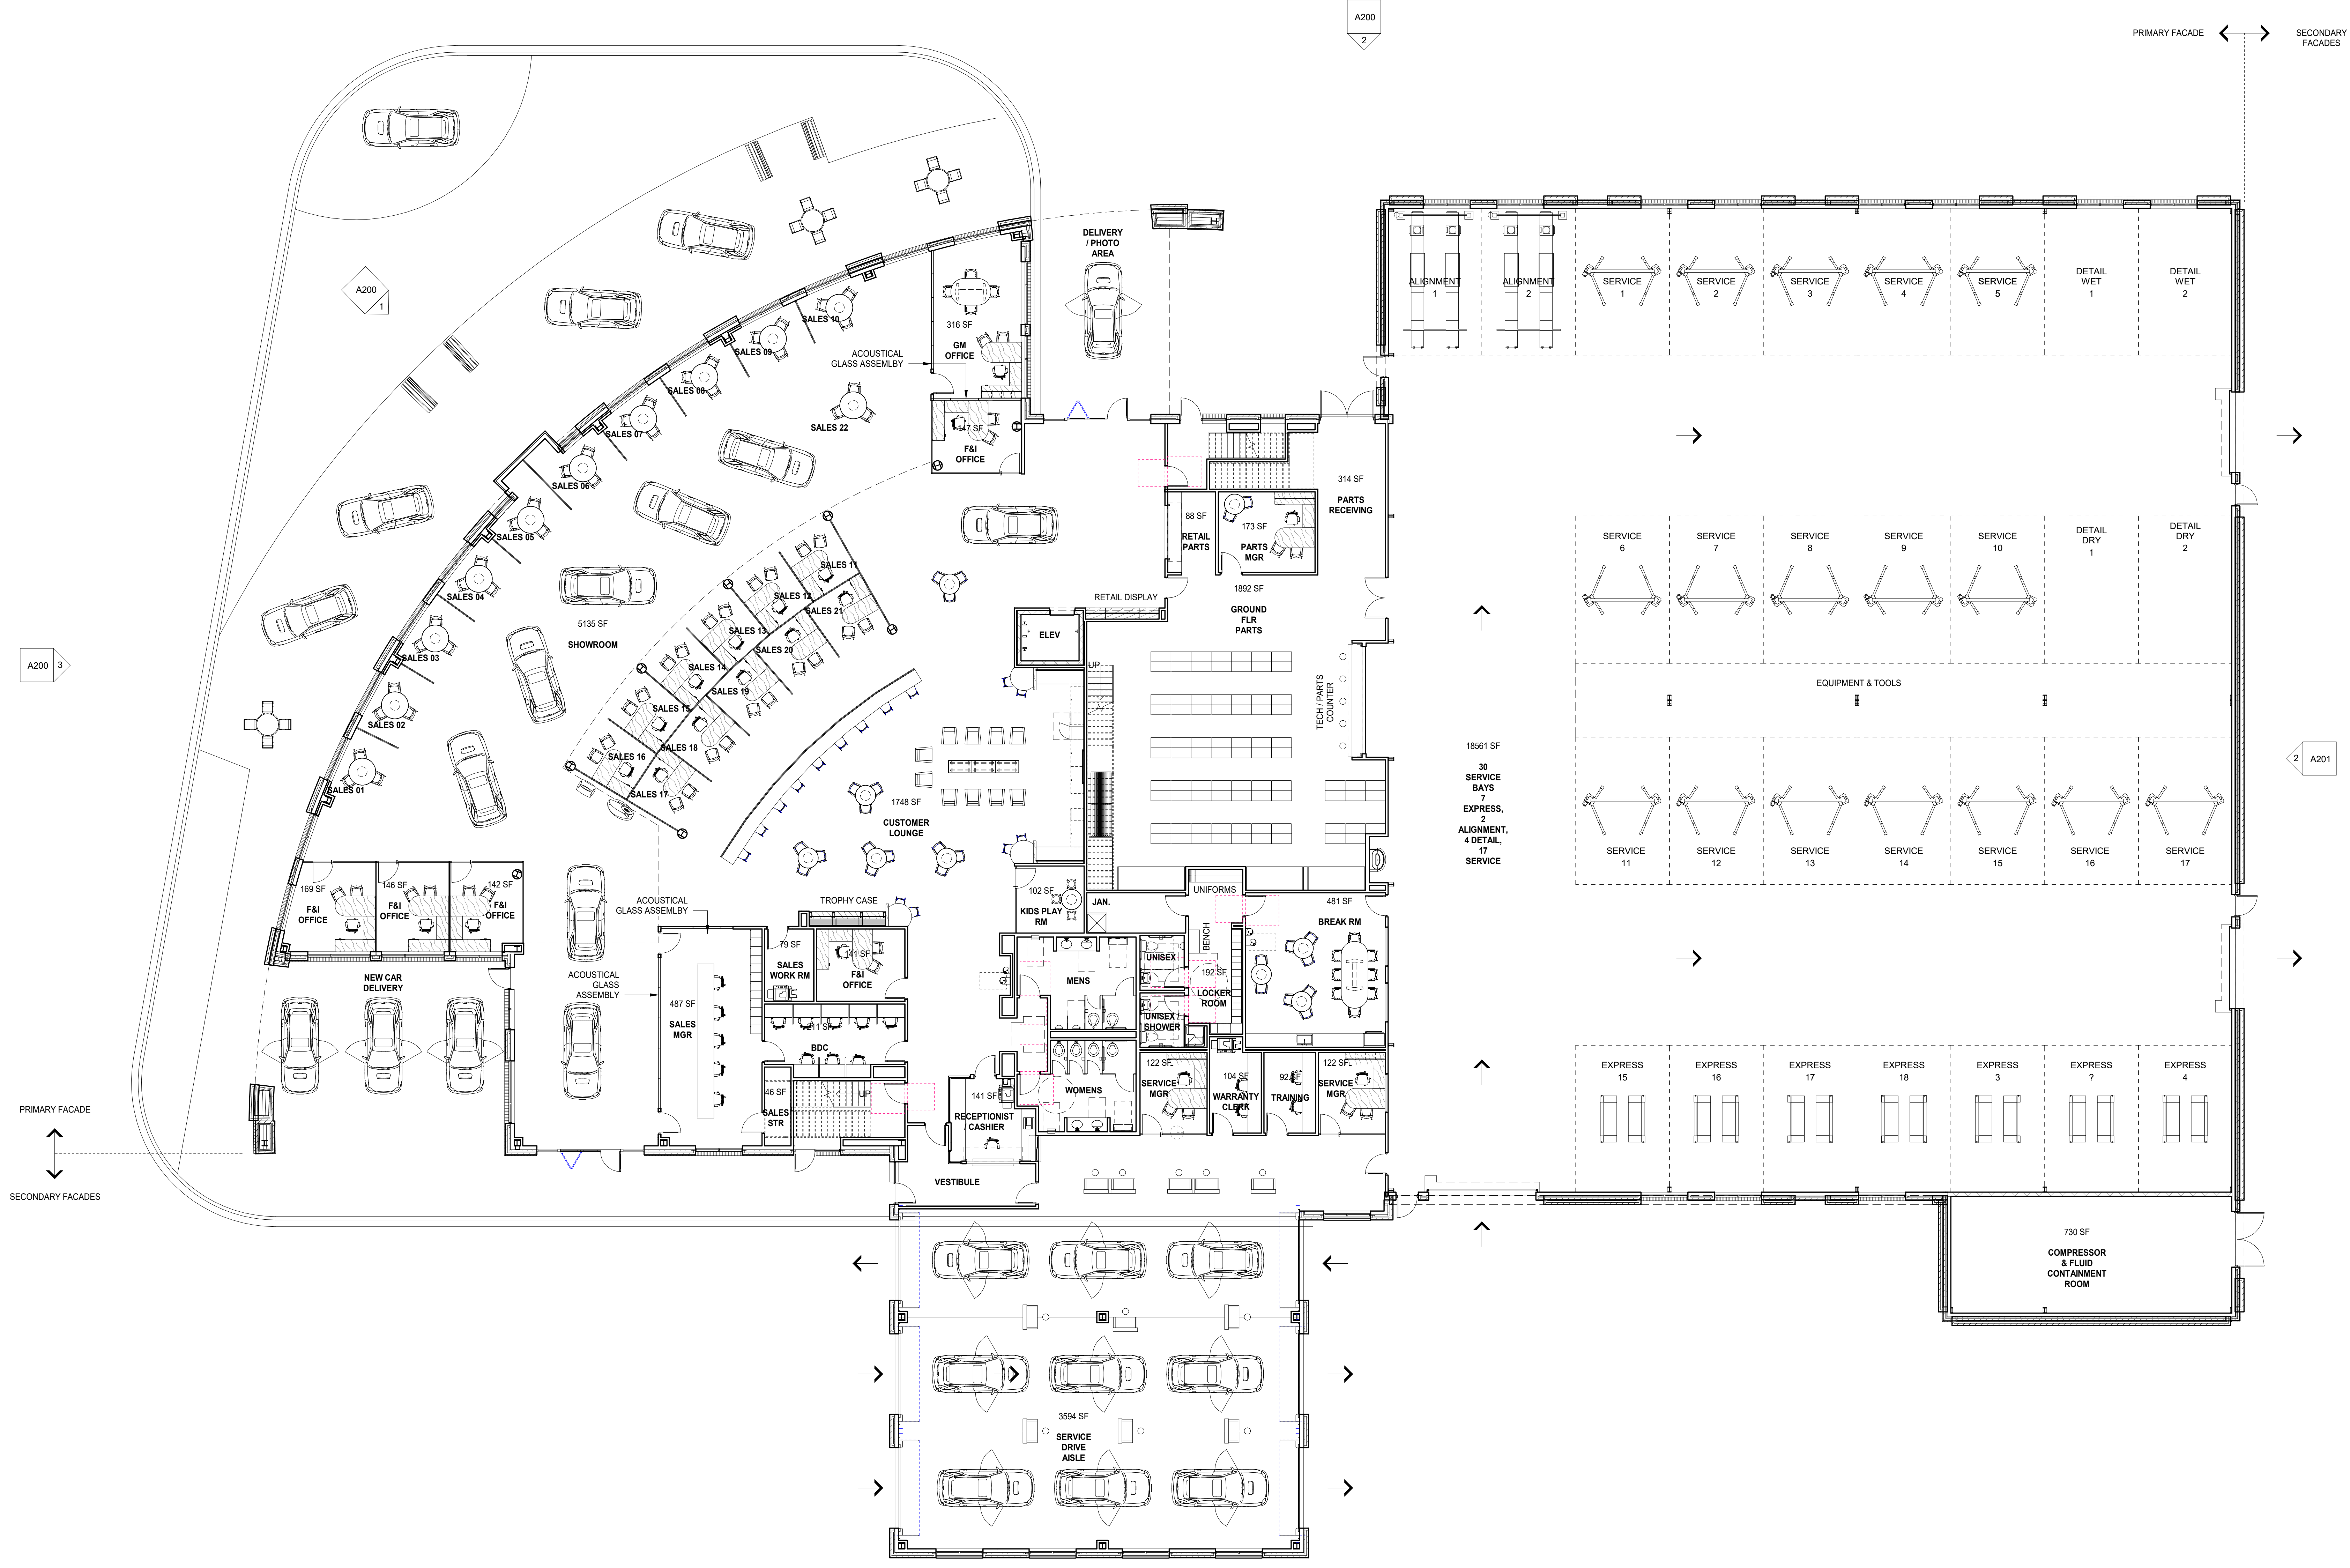 A200
2
PRIMARY FACADE
SECONDARY
FACADES
A200
1
DELIVERY
/ PHOTO
AREA
316 SF
GM
OFFICE
ACOUSTICAL
GLASS ASSEMLBY
147 SF
F&I
OFFICE
SALES 10
SALES 09
SALES 08
SALES 07
SALES 06
SALES 05
SALES 04
SALES 03
SALES 02
SALES 01
SALES 22
5135 SF
SHOWROOM
SALES 11
SALES 12
SALES 21
SALES 13
SALES 20
SALES 14
SALES 19
SALES 15
SALES 18
SALES 16
SALES 17
A200
3
ALIGNMENT
1
ALIGNMENT
2
SERVICE
1
SERVICE
2
SERVICE
3
SERVICE
4
SERVICE
5
DETAIL
WET
1
DETAIL
WET
2
314 SF
PARTS
RECEIVING
88 SF
RETAIL
PARTS
173 SF
PARTS
MGR
1892 SF
GROUND
FLR
PARTS
RETAIL DISPLAY
ELEV
UP
TECH / PARTS
COUNTER
SERVICE
6
SERVICE
7
SERVICE
8
SERVICE
9
SERVICE
10
DETAIL
DRY
1
DETAIL
DRY
2
EQUIPMENT & TOOLS
18561 SF
30
SERVICE
BAYS
7
EXPRESS,
2
ALIGNMENT,
4 DETAIL,
17
SERVICE
2
A201
SERVICE
11
SERVICE
12
SERVICE
13
SERVICE
14
SERVICE
15
SERVICE
16
SERVICE
17
1748 SF
CUSTOMER
LOUNGE
169 SF
F&I
OFFICE
146 SF
F&I
OFFICE
142 SF
F&I
OFFICE
ACOUSTICAL
GLASS ASSEMLBY
TROPHY CASE
102 SF
KIDS PLAY
RM
JAN.
UNIFORMS
BENCH
481 SF
BREAK RM
NEW CAR
DELIVERY
ACOUSTICAL
GLASS
ASSEMBLY
79 SF
SALES
WORK RM
141 SF
F&I
OFFICE
487 SF
SALES
MGR
211 SF
BDC
46 SF
SALES
STR
UP
MENS
UNISEX
UNISEX /
SHOWER
192 SF
LOCKER
ROOM
WOMENS
141 SF
RECEPTIONIST
/ CASHIER
122 SF
SERVICE
MGR
104 SF
WARRANTY
CLERK
92 SF
TRAINING
122 SF
SERVICE
MGR
EXPRESS
15
EXPRESS
16
EXPRESS
17
EXPRESS
18
EXPRESS
3
EXPRESS
?
EXPRESS
4
PRIMARY FACADE
SECONDARY FACADES
VESTIBULE
730 SF
COMPRESSOR
& FLUID
CONTAINMENT
ROOM
3594 SF
SERVICE
DRIVE
AISLE